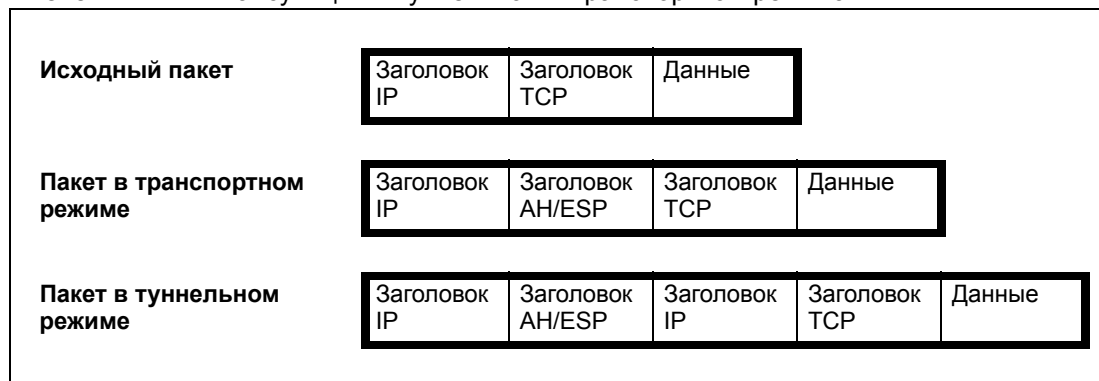 Исходный пакет
Заголовок IP
Заголовок TCP
Данные
Пакет в транспортном режиме
Заголовок IP
Заголовок AH/ESP
Заголовок TCP
Данные
Пакет в туннельном режиме
Заголовок IP
Заголовок AH/ESP
Заголовок IP
Заголовок TCP
Данные